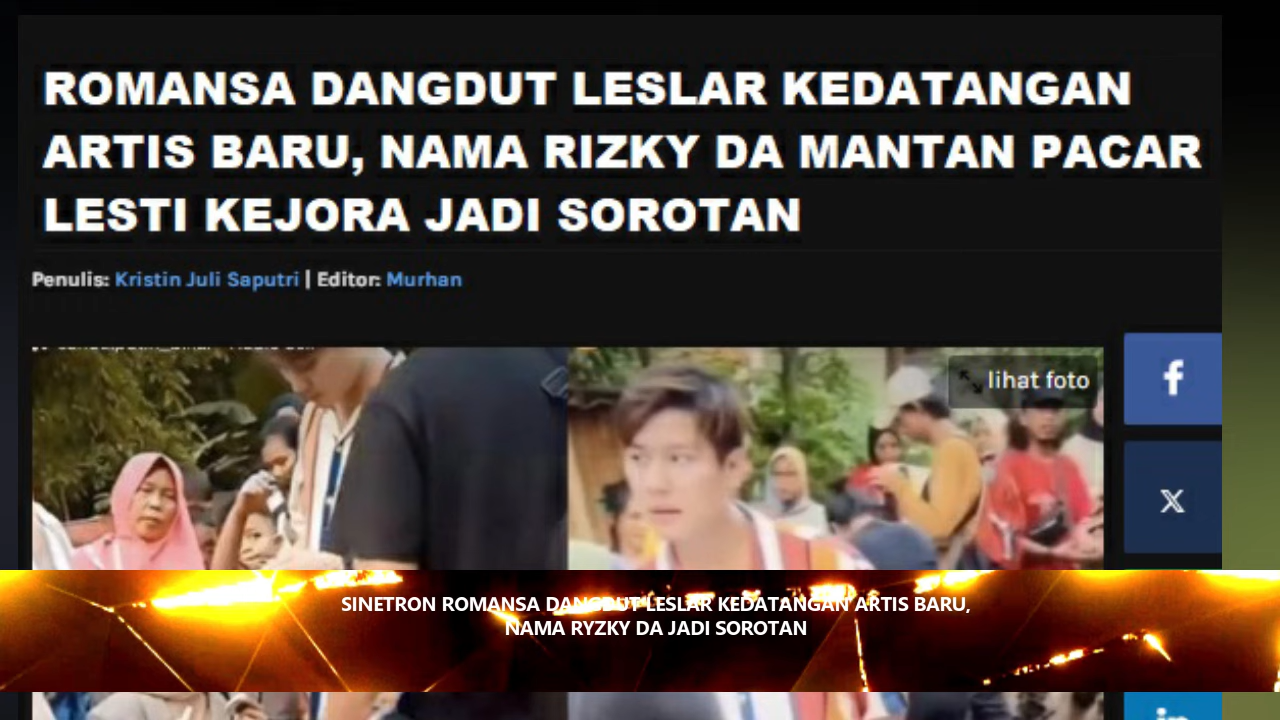 ROMANSA DANGDUT LESLAR KEDATANGAN
ARTIS BARU, NAMA RIZKY DA MANTAN PACAR
LESTI KEJORA JADI SOROTAN
Penulis: Kristin Juli Saputri | Editor: Murhan
lihat foto
f
X
SINETRON ROMANSA DANGDUT LESLAR KEDATANGAN ARTIS BARU,
NAMA RYZKY DA JADI SOROTAN
in